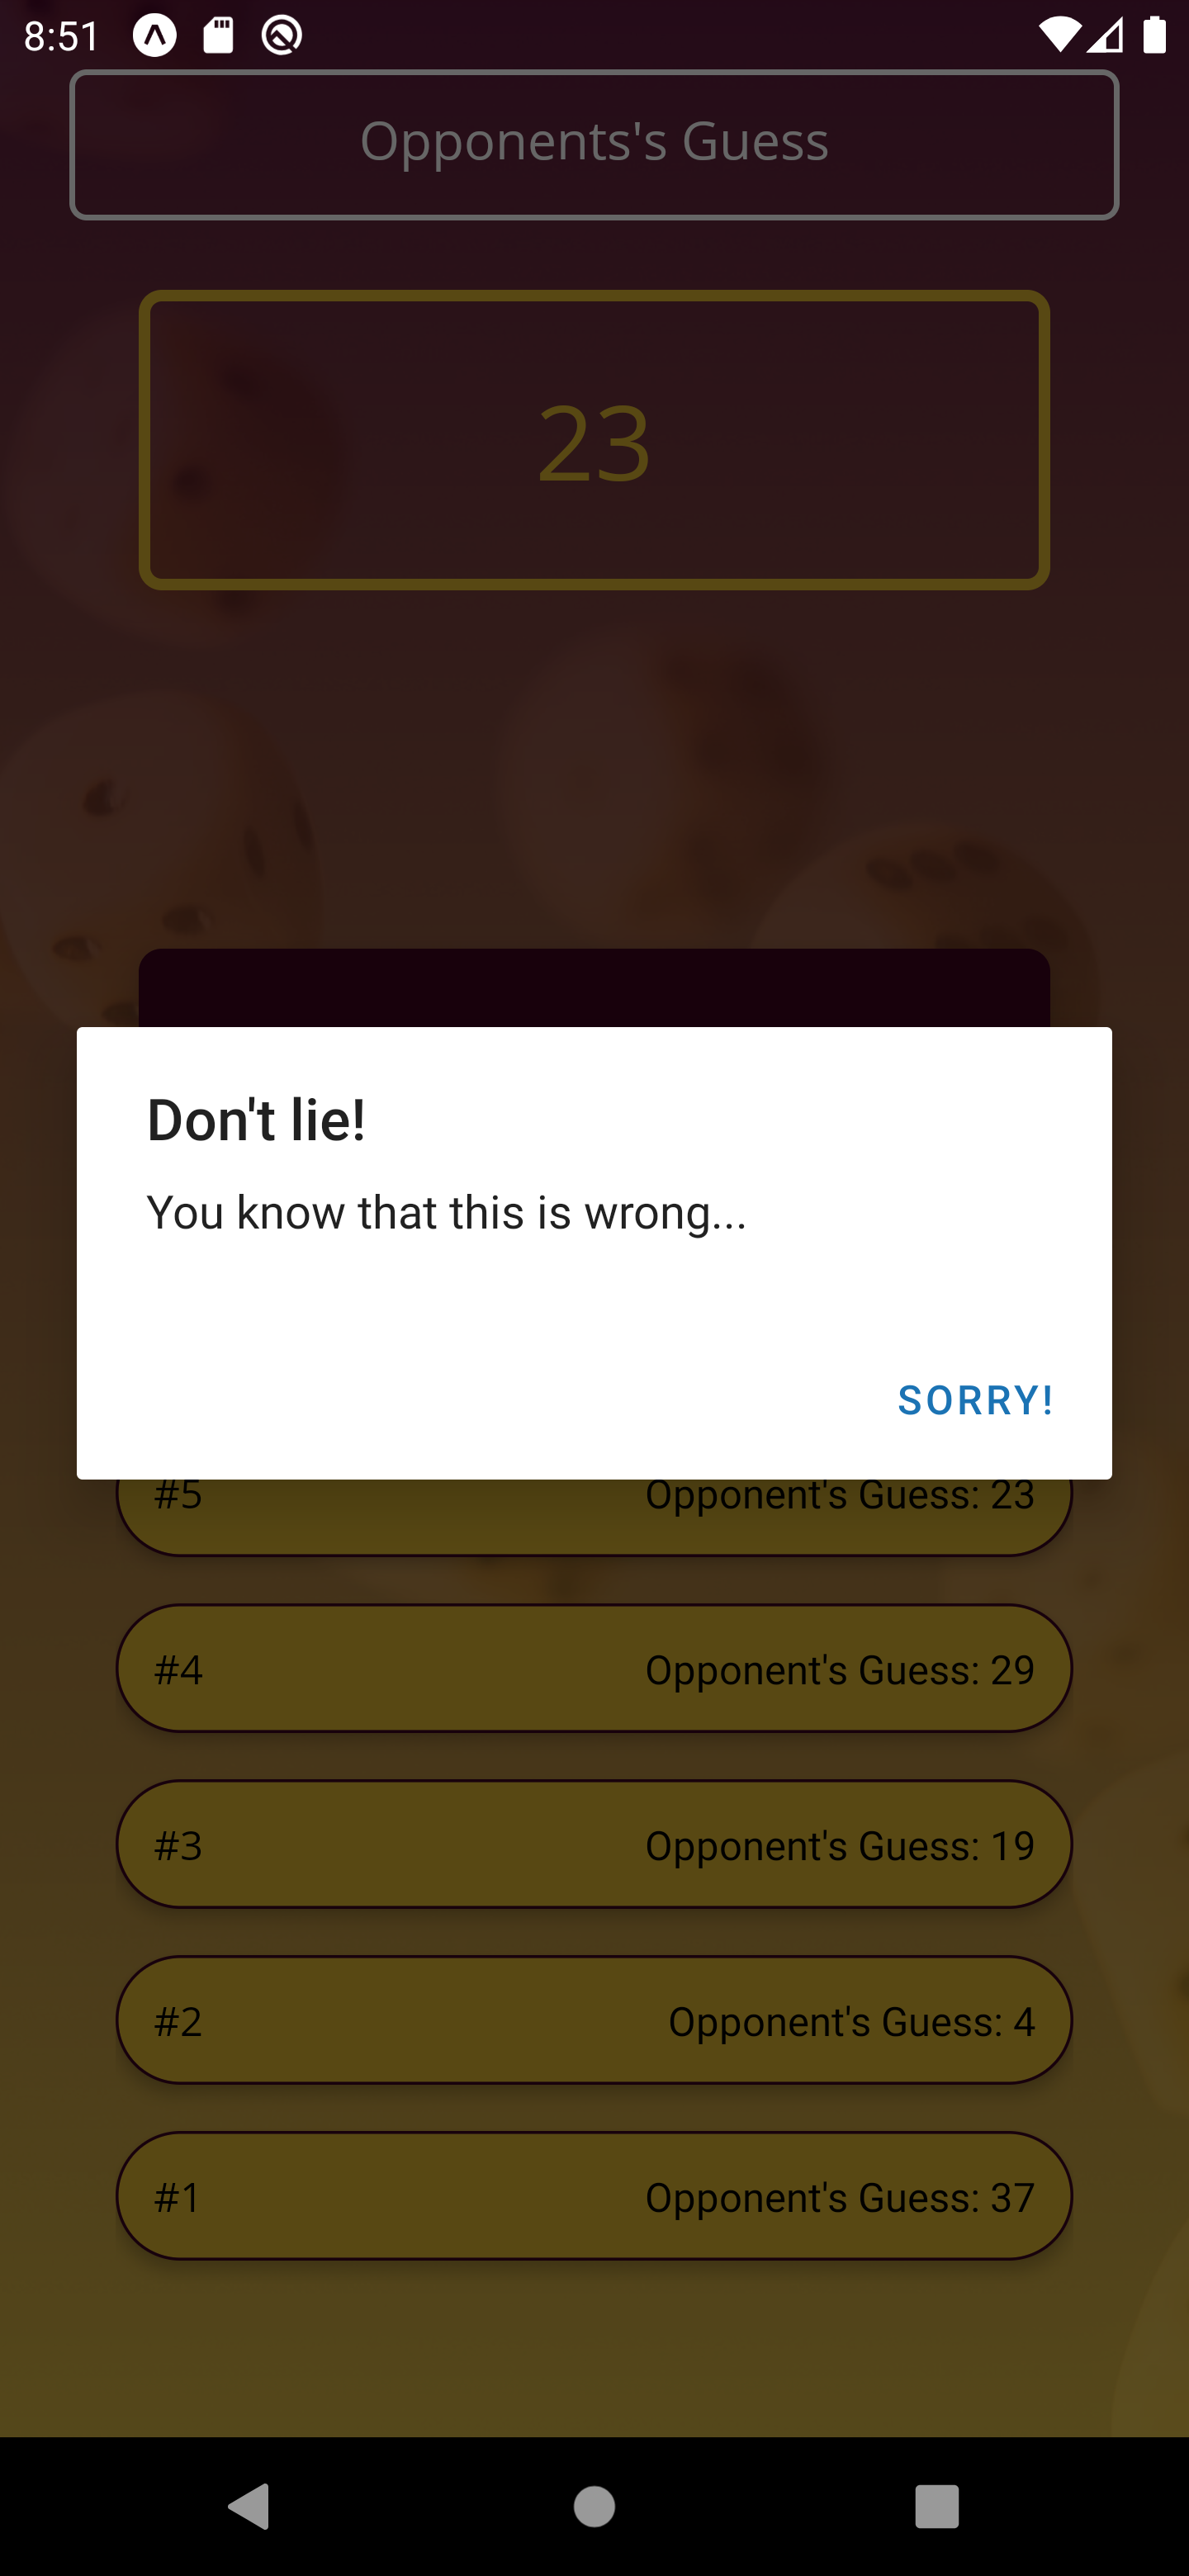 8:51
Opponents's Guess
23
Don't lie!
You know that this is wrong...
SORRY!
#5 Opponent's Guess: 23
#4 Opponent's Guess: 29
#3 Opponent's Guess: 19
#2 Opponent's Guess: 4
#1 Opponent's Guess: 37